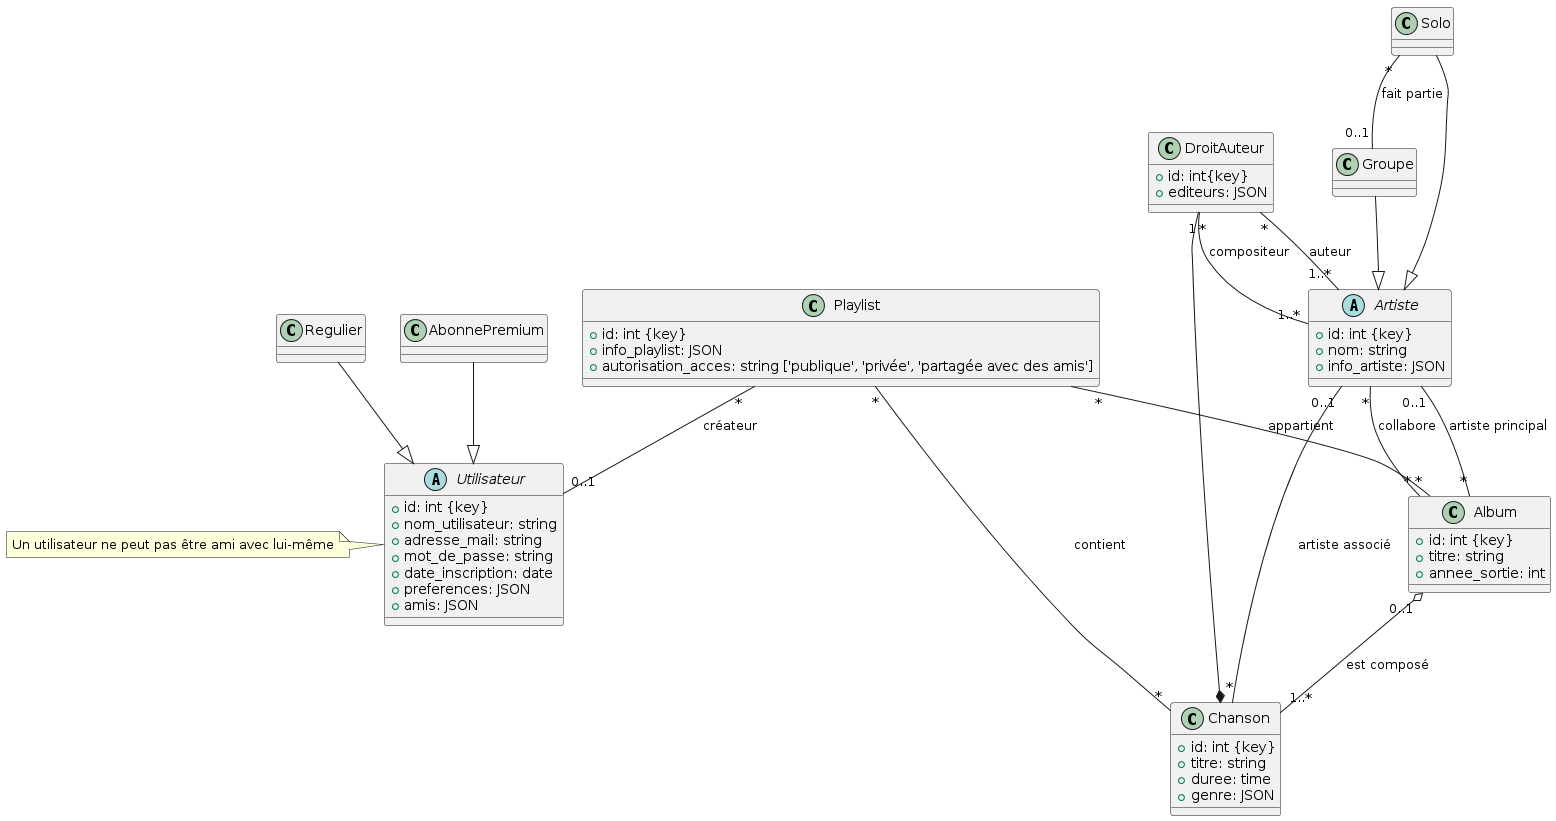 C Solo
*
fait partie
0..1
C Groupe
C DroitAuteur
id: int{key}
editeurs: JSON
1
*
*
compositeur
auteur
1..*
1..*
A Artiste
id: int {key}
nom: string
info_artiste: JSON
C Playlist
id: int {key}
info_playlist: JSON
autorisation_acces: string ['publique', 'privée', 'partagée avec des amis']
C Regulier
C AbonnePremium
*
*
*
0..1
*
0..1
créateur
appartient
collabore
artiste principal
0..1
*
*
*
A Utilisateur
id: int {key}
nom_utilisateur: string
adresse_mail: string
mot_de_passe: string
date_inscription: date
preferences: JSON
amis: JSON
Un utilisateur ne peut pas être ami avec lui-même
C Album
id: int {key}
titre: string
annee_sortie: int
contient
artiste associé
0..1
est composé
*
*
1..*
C Chanson
id: int {key}
titre: string
duree: time
genre: JSON